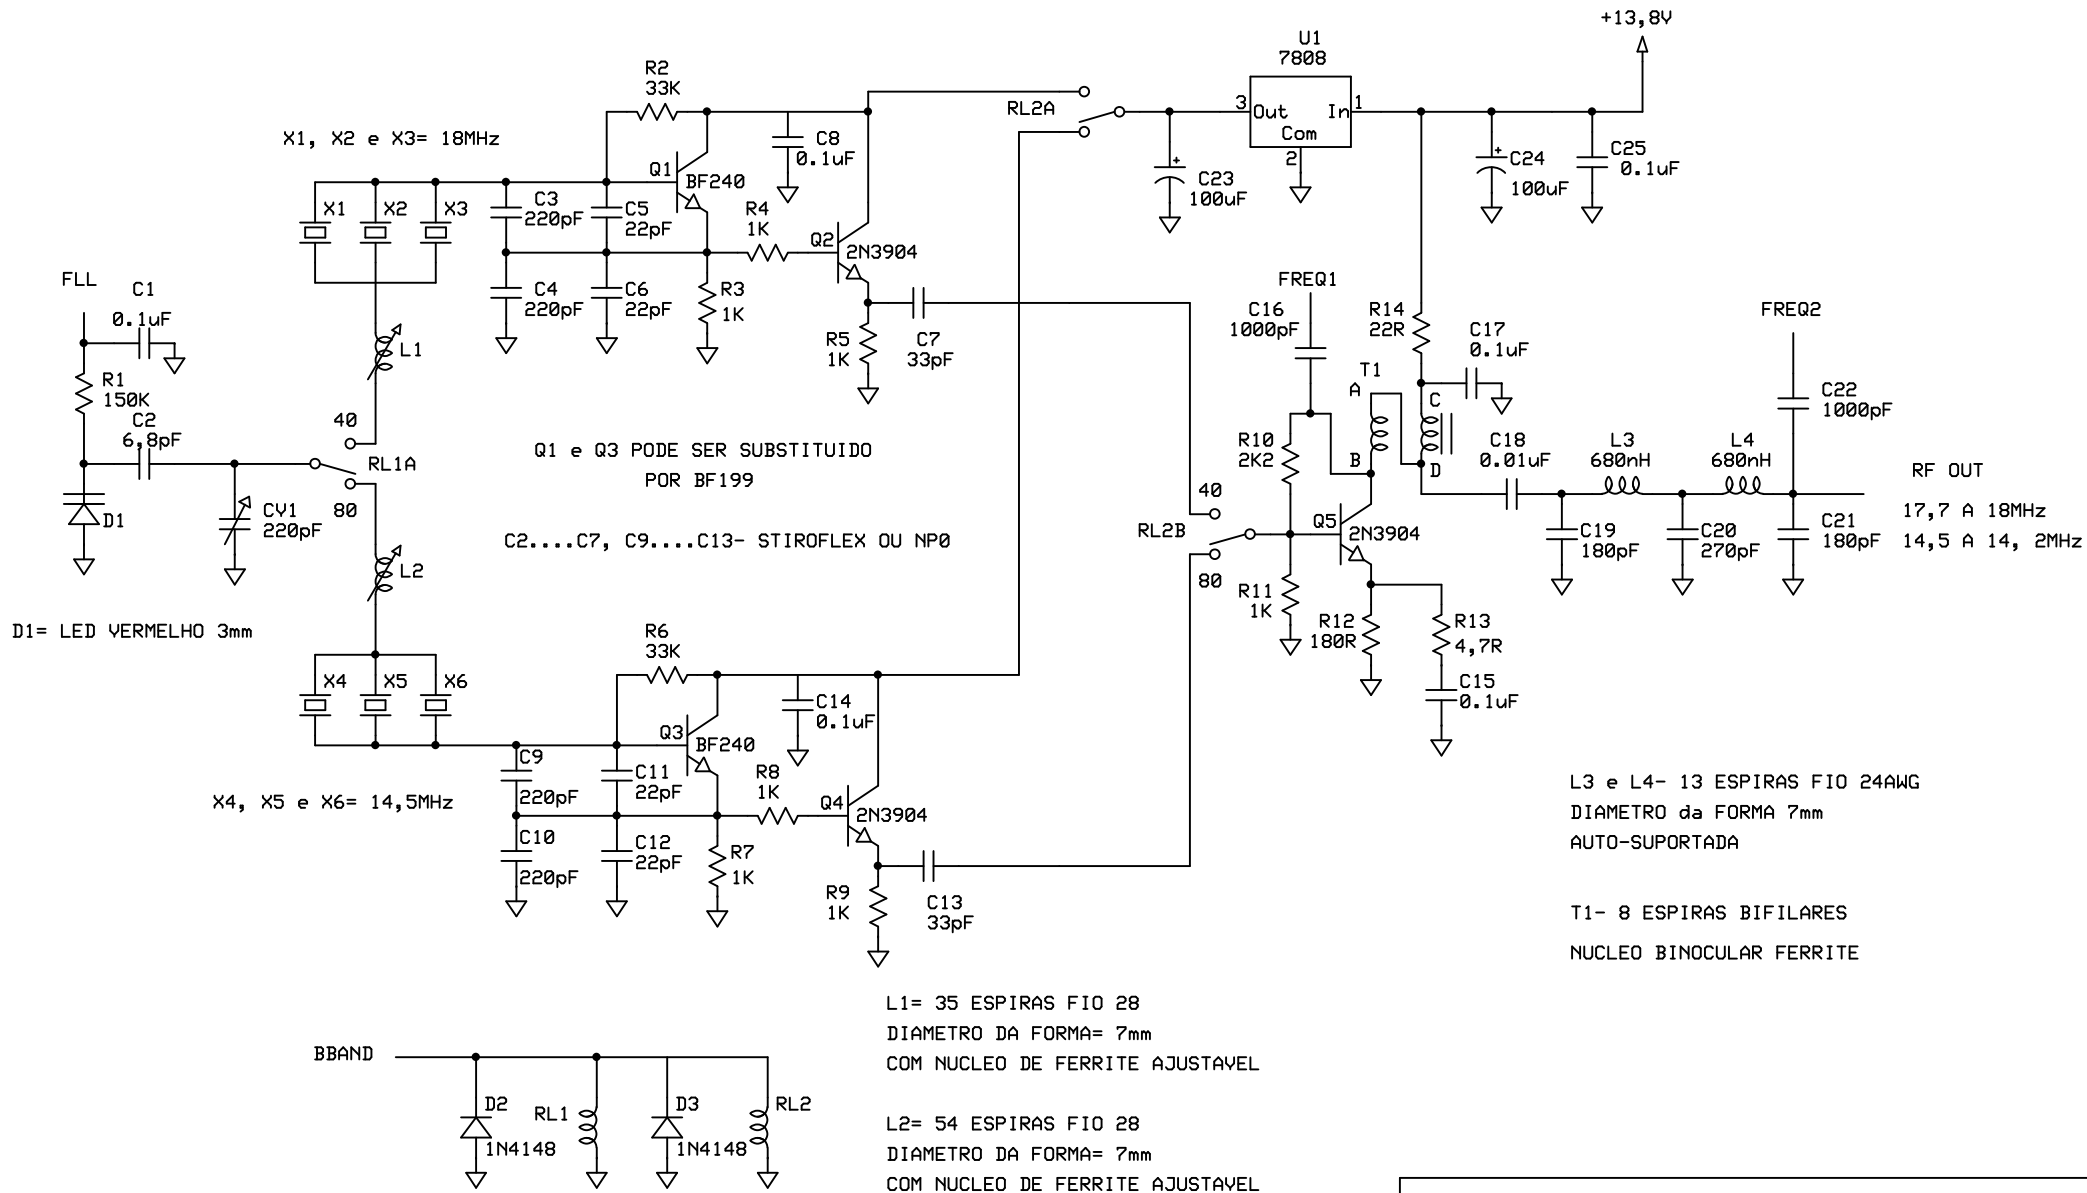 +13,8V
U1
7808
3
Out
In
1
Com
2
RL2A
C23
100uF
C24
100uF
C25
0.1uF
X1, X2 e X3= 18MHz
R2
33K
C8
0.1uF
Q1
BF240
X1
X2
X3
C3
220pF
C5
22pF
R4
1K
Q2
2N3904
C4
220pF
C6
22pF
R3
1K
R5
1K
C7
33pF
FLL
C1
0.1uF
R1
150K
C2
6,8pF
D1
CV1
220pF
L1
40
RL1A
80
L2
D1= LED VERMELHO 3mm
Q1 e Q3 PODE SER SUBSTITUIDO
POR BF199
C2....C7, C9....C13- STIROFLEX OU NP0
FREQ1
C16
1000pF
R14
22R
C17
0.1uF
T1
A
B
C
D
R10
2K2
40
RL2B
80
Q5
2N3904
R11
1K
R12
180R
R13
4,7R
C15
0.1uF
C18
0.01uF
L3
680nH
L4
680nH
FREQ2
C22
1000pF
C19
180pF
C20
270pF
C21
180pF
RF OUT
17,7 A 18MHz
14,5 A 14, 2MHz
X4
X5
X6
X4, X5 e X6= 14,5MHz
R6
33K
C14
0.1uF
Q3
BF240
C9
220pF
C11
22pF
R8
1K
Q4
2N3904
C10
220pF
C12
22pF
R7
1K
R9
1K
C13
33pF
L3 e L4- 13 ESPIRAS FIO 24AWG
DIAMETRO da FORMA 7mm
AUTO-SUPORTADA
T1- 8 ESPIRAS BIFILARES
NUCLEO BINOCULAR FERRITE
L1= 35 ESPIRAS FIO 28
DIAMETRO DA FORMA= 7mm
COM NUCLEO DE FERRITE AJUSTAVEL
L2= 54 ESPIRAS FIO 28
DIAMETRO DA FORMA= 7mm
COM NUCLEO DE FERRITE AJUSTAVEL
BBAND
D2
1N4148
RL1
D3
1N4148
RL2